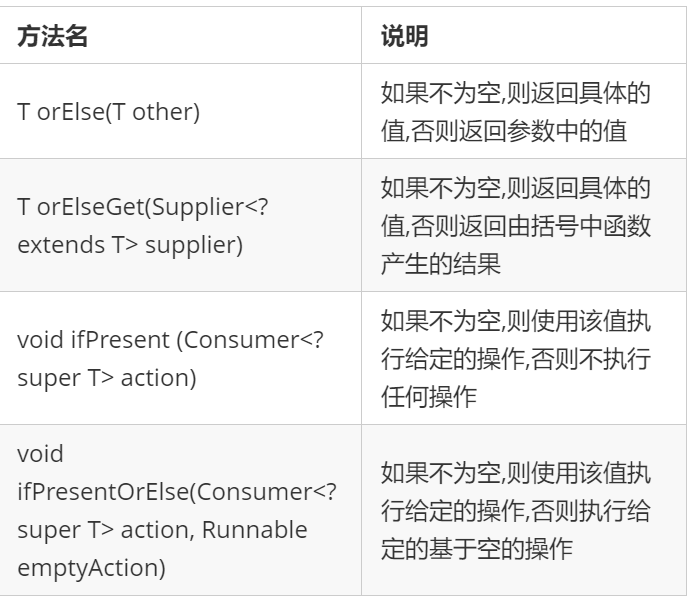 方法名
说明
T orElse(T other)
如果不为空,则返回具体的
值,否则返回参数中的值
T orElseGet(Supplier<?
extends T> supplier)
如果不为空,则返回具体的
值,否则返回由括号中函数
产生的结果
void ifPresent (Consumer<?
super T> action)
如果不为空,则使用该值执
行给定的操作,否则不执行
任何操作
void
ifPresentOrElse(Consumer<?
super T> action, Runnable
emptyAction)
如果不为空,则使用该值执
行给定的操作,否则执行给
定的基于空的操作